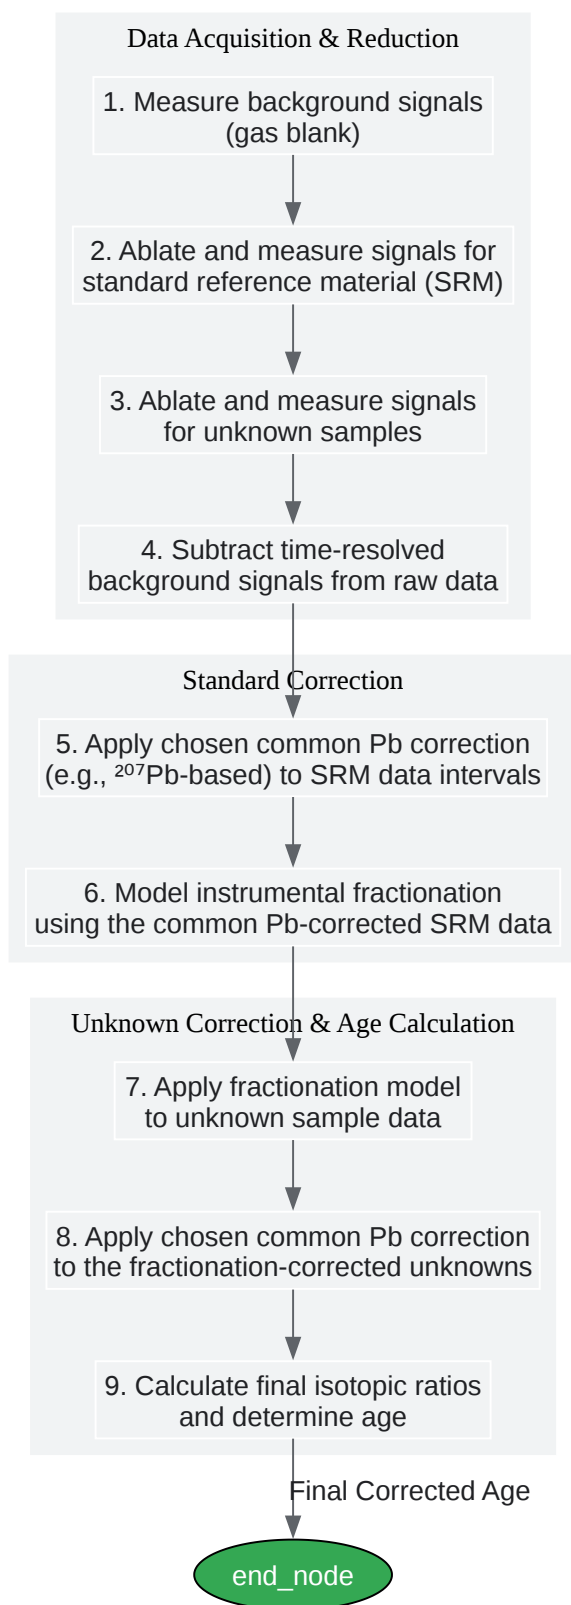 Data Acquisition & Reduction
1. Measure background signals
(gas blank)
2. Ablate and measure signals for
standard reference material (SRM)
3. Ablate and measure signals
for unknown samples
4. Subtract time-resolved
background signals from raw data
Standard Correction
5. Apply chosen common Pb correction
(e.g., ²⁰⁷Pb-based) to SRM data intervals
6. Model instrumental fractionation
using the common Pb-corrected SRM data
Unknown Correction & Age Calculation
7. Apply fractionation model
to unknown sample data
8. Apply chosen common Pb correction
to the fractionation-corrected unknowns
9. Calculate final isotopic ratios
and determine age
Final Corrected Age
end_node